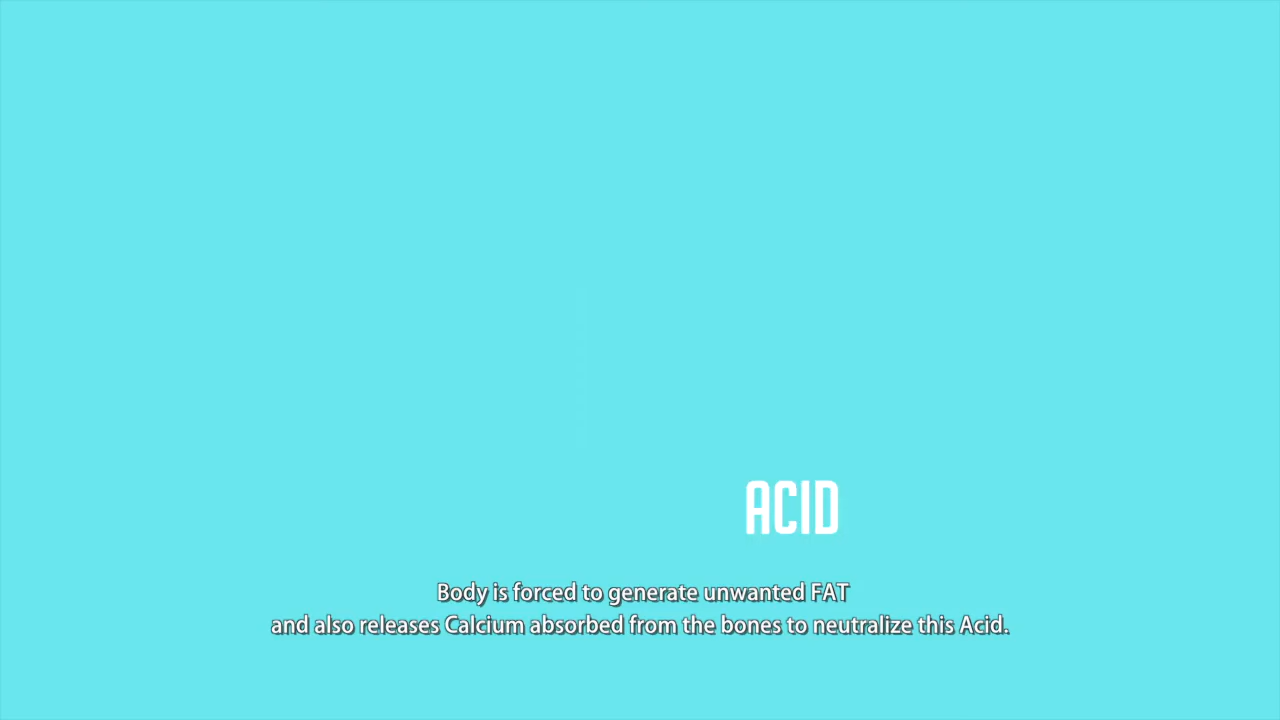 ACID
Body is forced to generate unwanted FAT
and also releases Calcium absorbed from the bones to neutralize this Acid.